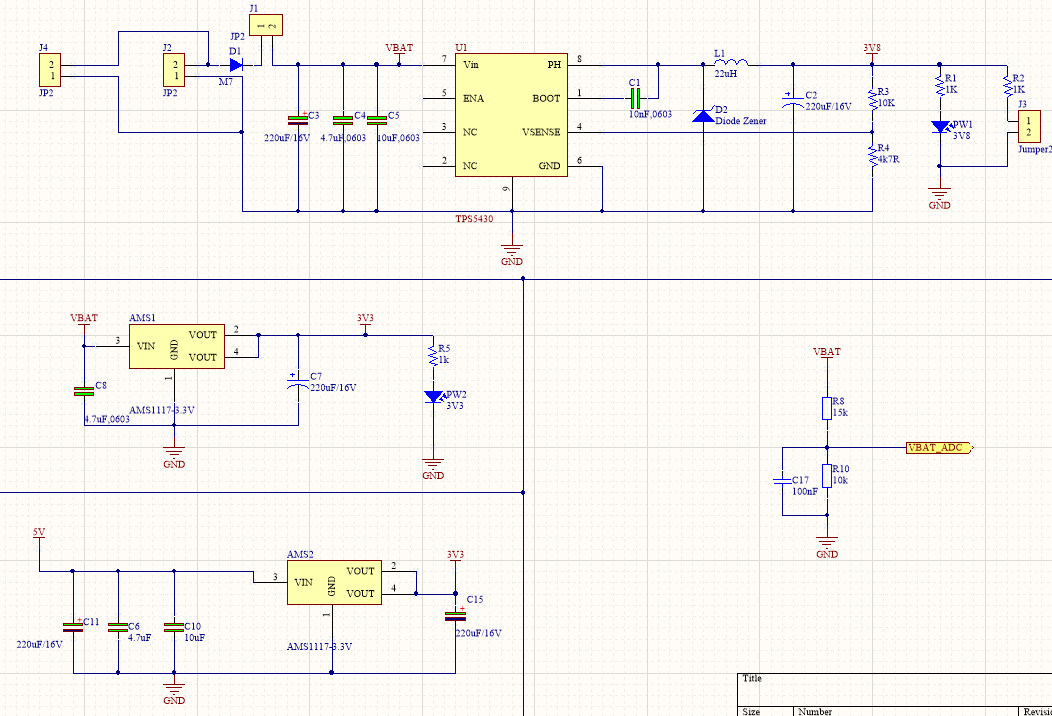 J1
JP2
1 2
J4
2
1
JP2
J2
2
1
JP2
D1
M7
VBAT
C3
220uF/16V
C4
4.7uF,0603
C5
10uF,0603
U1
7 Vin PH 8
5 ENA BOOT 1
3 NC VSENSE 4
2 NC GND 6
9
TPS5430
GND
C1
10nF,0603
L1
22uH
D2
Diode Zener
C2
220uF/16V
3V8
R3
10K
R4
4k7R
R1
1K
PW1
3V8
GND
R2
1K
J3
1
2
Jumper2
VBAT
AMS1
3 VIN VOUT 2
GND VOUT 4
1
AMS1117-3.3V
C8
4.7uF,0603
GND
C7
220uF/16V
3V3
R5
1k
PW2
3V3
GND
VBAT
R8
15k
VBAT_ADC
R10
10k
C17
100nF
GND
5V
C11
220uF/16V
C6
4.7uF
C10
10uF
GND
AMS2
3 VIN VOUT 2
GND VOUT 4
1
AMS1117-3.3V
3V3
C15
220uF/16V
Title
Size Number Revisio